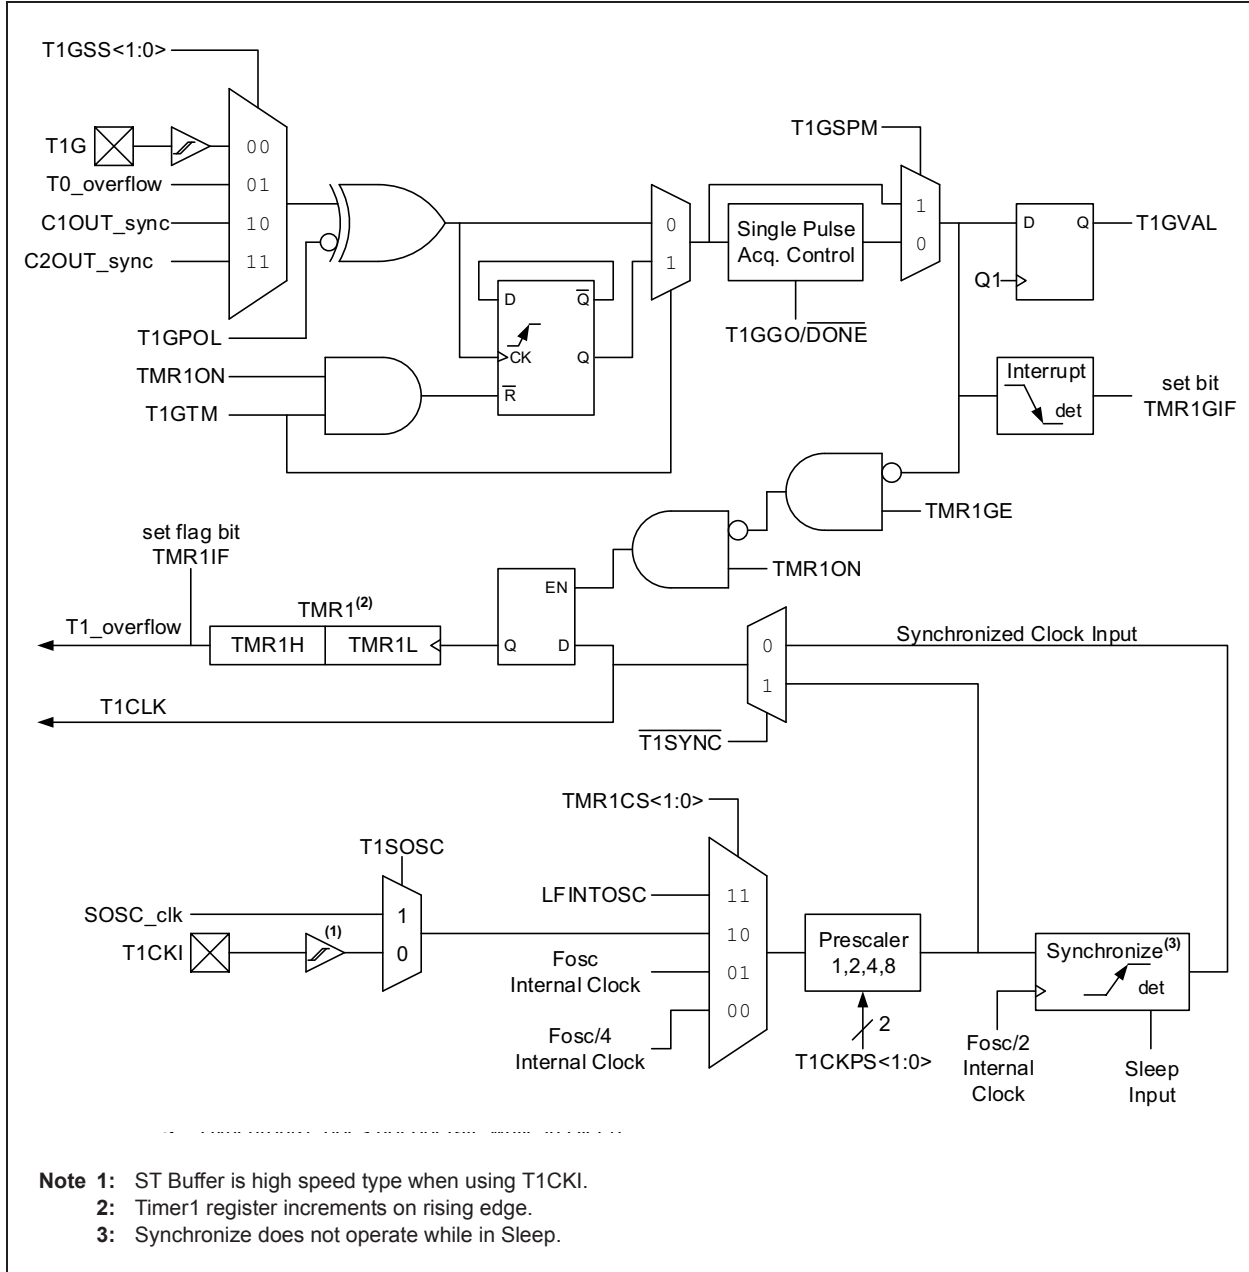 T1GSS<1:0>
T1G
00
T0_overflow
01
C1OUT_sync
10
C2OUT_sync
11
T1GPOL
TMR1ON
T1GTM
D
Q
CK
Q
R
0
1
T1GSPM
Single Pulse
Acq. Control
T1GGO/DONE
1
0
D
Q
Q1
T1GVAL
Interrupt
det
set bit
TMR1GIF
TMR1GE
TMR1ON
set flag bit
TMR1IF
T1_overflow
TMR1(2)
TMR1H
TMR1L
EN
Q
D
T1CLK
0
1
Synchronized Clock Input
T1SYNC
TMR1CS<1:0>
T1SOSC
SOSC_clk
1
T1CKI
(1)
0
LFINTOSC
11
10
Fosc
Internal Clock
01
Fosc/4
Internal Clock
00
Prescaler
1,2,4,8
2
T1CKPS<1:0>
Synchronize(3)
det
Fosc/2
Internal
Clock
Sleep
Input
Note 1: ST Buffer is high speed type when using T1CKI.
2: Timer1 register increments on rising edge.
3: Synchronize does not operate while in Sleep.